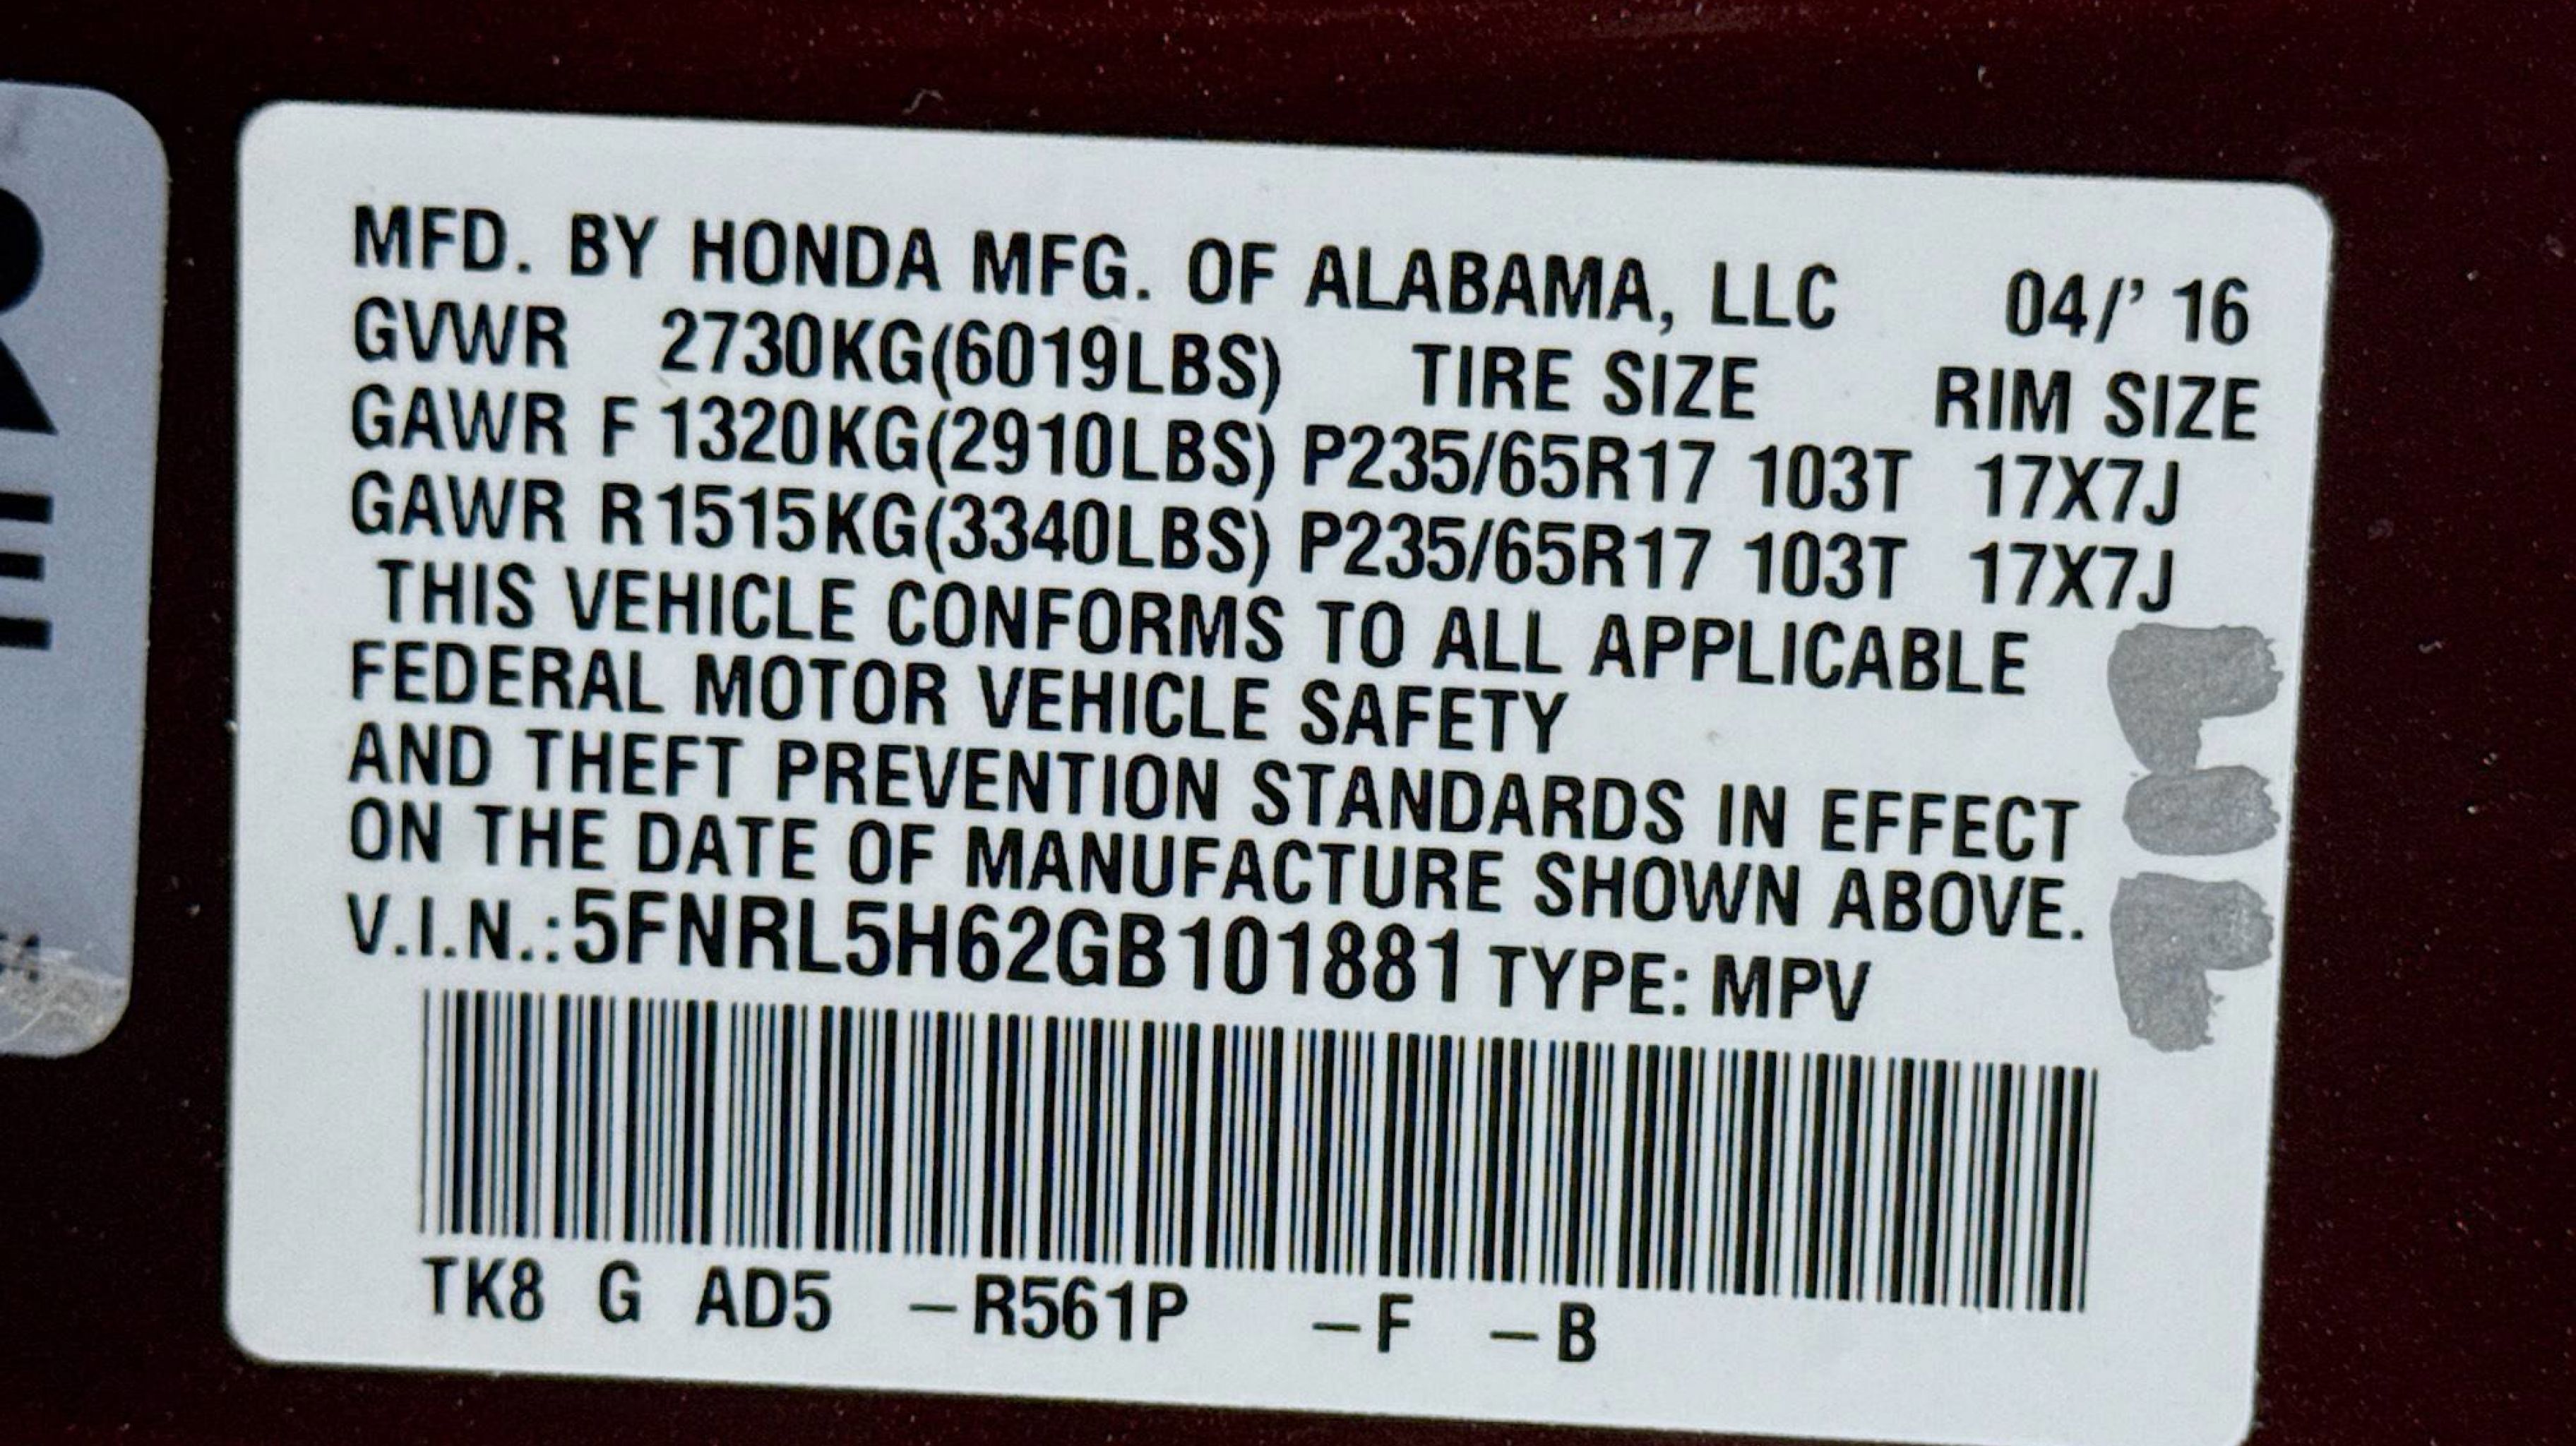 MFD. BY HONDA MFG. OF ALABAMA, LLC 04/' 16
GVWR 2730KG(6019LBS) TIRE SIZE RIM SIZE
GAWR F 1320KG(2910LBS) P235/65R17 103T 17X7J
GAWR R 1515KG(3340LBS) P235/65R17 103T 17X7J
THIS VEHICLE CONFORMS TO ALL APPLICABLE
FEDERAL MOTOR VEHICLE SAFETY
AND THEFT PREVENTION STANDARDS IN EFFECT
ON THE DATE OF MANUFACTURE SHOWN ABOVE.
V.I.N.:5FNRL5H62GB101881 TYPE: MPV
TK8 G AD5 –R561P –F –B